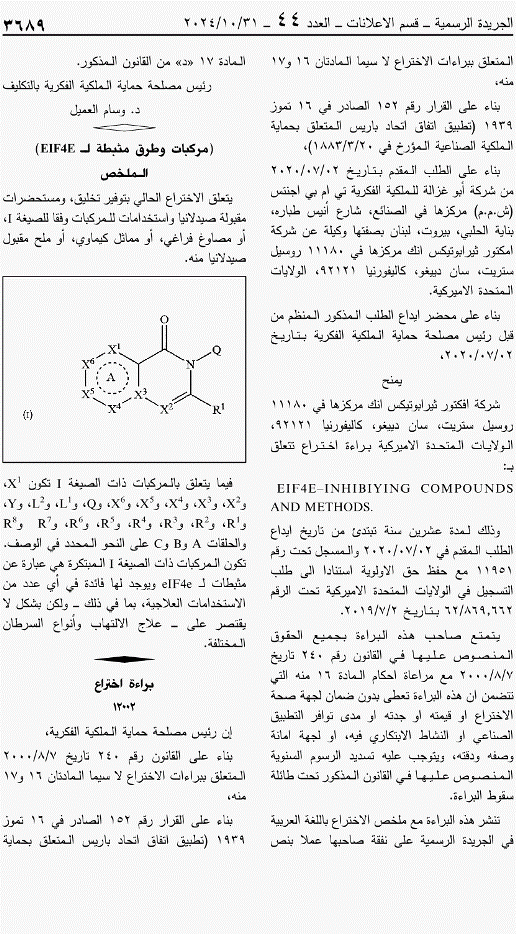 الجريدة الرسمية ــ قسم الاعلانات ــ العدد ٤٤ ــ ٢٠٢٤/١٠/٣١
٣٦٨٩
المتعلق ببراءات الاختراع لا سيما المادتان ١٦ و١٧
منه،
بناء على القرار رقم ١٥٢ الصادر في ١٦ تموز
١٩٣٩ (تطبيق اتفاق اتحاد باريس المتعلق بحماية
الملكية الصناعية المؤرخ في ١٨٨٣/٣/٢٠)،
بناء على الطلب المقدم بتاريخ ٢٠٢٠/٠٧/٠٢
من شركة أبو غزالة للملكية الفكرية تي ام بي اجنتس
(ش.م.م) مركزها في الصنائع، شارع أنيس طباره،
بناية الحلبي، بيروت، لبنان بصفتها وكيلة عن شركة
امكتور ثيرابوتيكس انك مركزها في ١١١٨٠ روسيل
ستريت، سان دييغو، كاليفورنيا ٩٢١٢١، الولايات
المتحدة الاميركية.
بناء على محضر ايداع الطلب المذكور المنظم من
قبل رئيس مصلحة حماية الملكية الفكرية بتاريخ
٢٠٢٠/٠٧/٠٢،
يمنح
شركة افكتور ثيرابوتيكس انك مركزها في ١١١٨٠
روسيل ستريت، سان دييغو، كاليفورنيا ٩٢١٢١،
الولايات المتحدة الاميركية براءة اختراع تتعلق
بـ:
EIF4E–INHIBIYING COMPOUNDS
AND METHODS.
وذلك لمدة عشرين سنة تبتدئ من تاريخ ايداع
الطلب المقدم في ٢٠٢٠/٠٧/٠٢ والمسجل تحت رقم
١١٩٥١ مع حفظ حق الاولوية استنادا الى طلب
التسجيل في الولايات المتحدة الاميركية تحت الرقم
٦٢/٨٦٩,٦٦٢ بتاريخ ٢٠١٩/٧/٢.
يتمتع صاحب هذه البراءة بجميع الحقوق
المنصوص عليها في القانون رقم ٢٤٠ تاريخ
٢٠٠٠/٨/٧ مع مراعاة احكام المادة ١٦ منه التي
تتضمن ان هذه البراءة تعطى بدون ضمان لجهة صحة
الاختراع او قيمته او جدته او مدى توافر التطبيق
الصناعي او النشاط الابتكاري فيه، او لجهة امانة
وصفه ودقته، ويتوجب عليه تسديد الرسوم السنوية
المنصوص عليها في القانون المذكور تحت طائلة
سقوط البراءة.
تنشر هذه البراءة مع ملخص الاختراع باللغة العربية
في الجريدة الرسمية على نفقة صاحبها عملا بنص
المادة ١٧ «د» من القانون المذكور.
رئيس مصلحة حماية الملكية الفكرية بالتكليف
د. وسام العميل
(مركبات وطرق مثبطة لـ EIF4E)
الملخص
يتعلق الاختراع الحالي بتوفير تخليق، ومستحضرات
مقبولة صيدلانيا واستخدامات للمركبات وفقا للصيغة I،
أو مصاوغ فراغي، أو مماثل كيماوي، أو ملح مقبول
صيدلانيا منه.
O
X¹ X⁶ Q
A N
X⁵ X³
X⁴ X² R¹
(I)
فيما يتعلق بالمركبات ذات الصيغة I تكون X¹،
وX²، وX³، وX⁴، وX⁵، وX⁶، وQ، وL¹، وL²، وY،
وR¹، وR²، وR³، وR⁴، وR⁵، وR⁶، وR⁷ وR⁸
والحلقات A وB وC على النحو المحدد في الوصف.
تكون المركبات ذات الصيغة I المبتكرة هي عبارة عن
مثبطات لـ eIF4e ويوجد لها فائدة في أي عدد من
الاستخدامات العلاجية، بما في ذلك ــ ولكن بشكل لا
يقتصر على ــ علاج الالتهاب وأنواع السرطان
المختلفة.
براءة اختراع
١٢٠٠٢
إن رئيس مصلحة حماية الملكية الفكرية،
بناء على القانون رقم ٢٤٠ تاريخ ٢٠٠٠/٨/٧
المتعلق ببراءات الاختراع لا سيما المادتان ١٦ و١٧
منه،
بناء على القرار رقم ١٥٢ الصادر في ١٦ تموز
١٩٣٩ (تطبيق اتفاق اتحاد باريس المتعلق بحماية